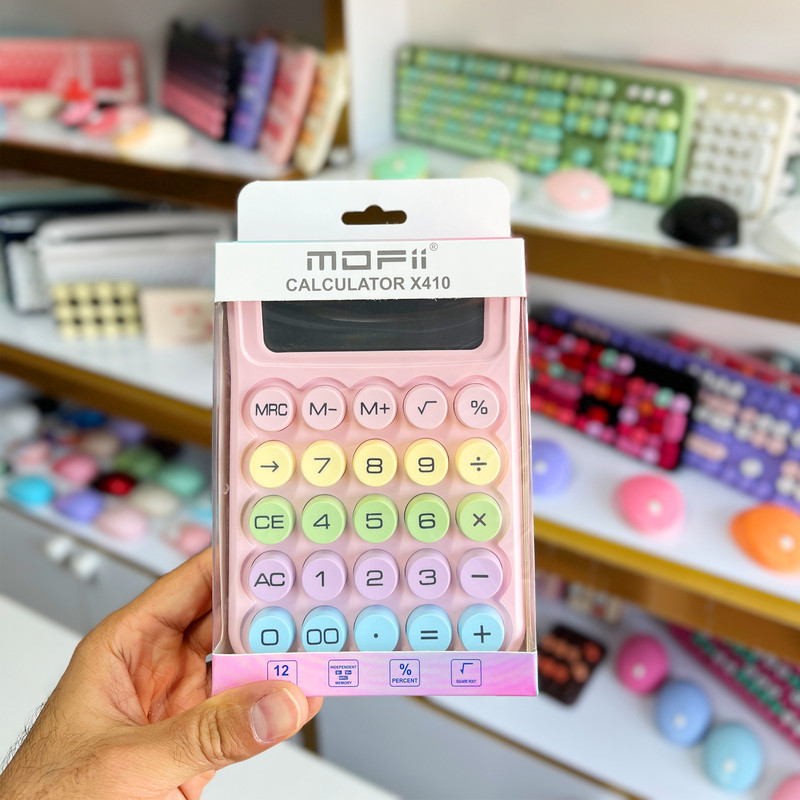 MOFii®
CALCULATOR X410
MRC M- M+ √ %
→ 7 8 9 ÷
CE 4 5 6 ×
AC 1 2 3 −
0 00 · = +
12
INDEPENDENT
MEMORY
%
PERCENT
√
SQUARE ROOT